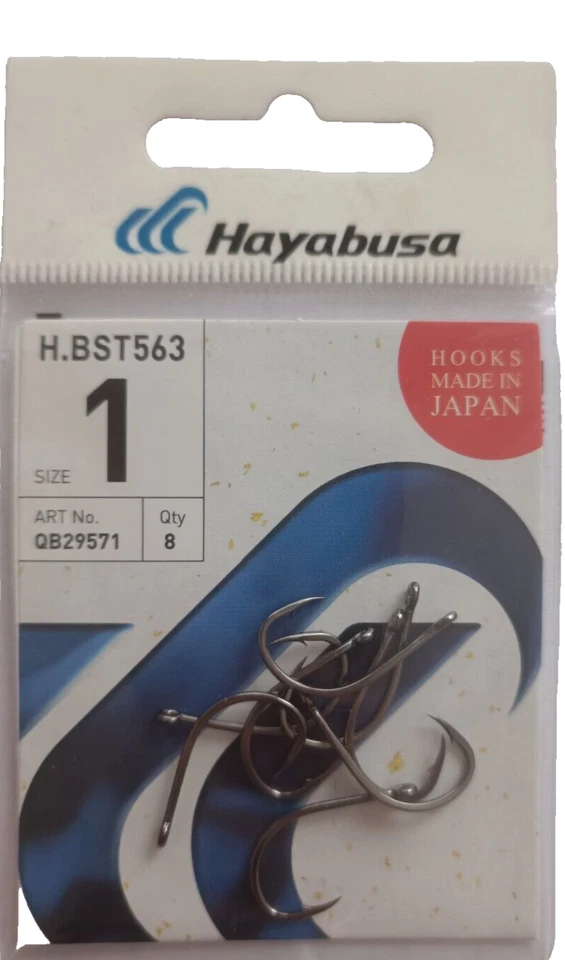 Hayabusa
H.BST563
1
SIZE
ART No.
QB29571
Qty
8
HOOKS
MADE IN
JAPAN